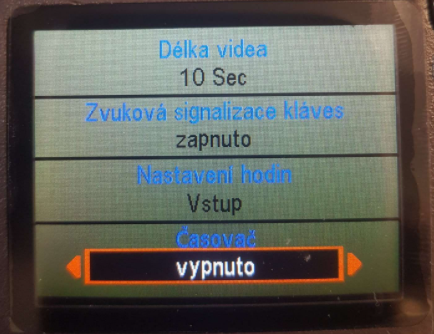 Délka videa
10 Sec
Zvuková signalizace kláves
zapnuto
Nastavení hodin
Vstup
Časovač
vypnuto